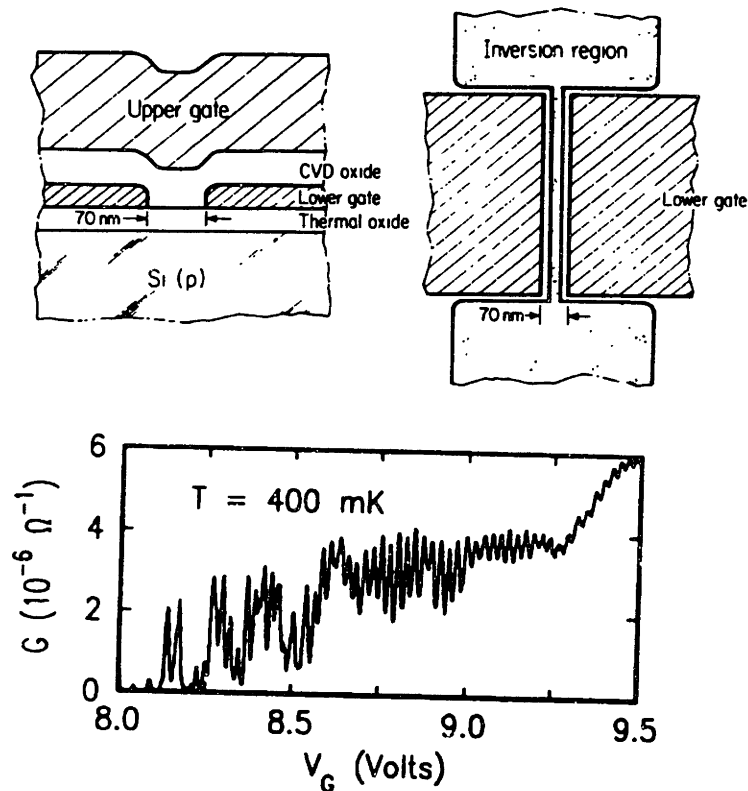 Upper gate
CVD oxide
Lower gate
70 nm
Thermal oxide
Si (p)
Inversion region
Lower gate
70 nm
T = 400 mK
G (10⁻⁶ Ω⁻¹)
6
4
2
0
8.0 8.5 9.0 9.5
V_G (Volts)